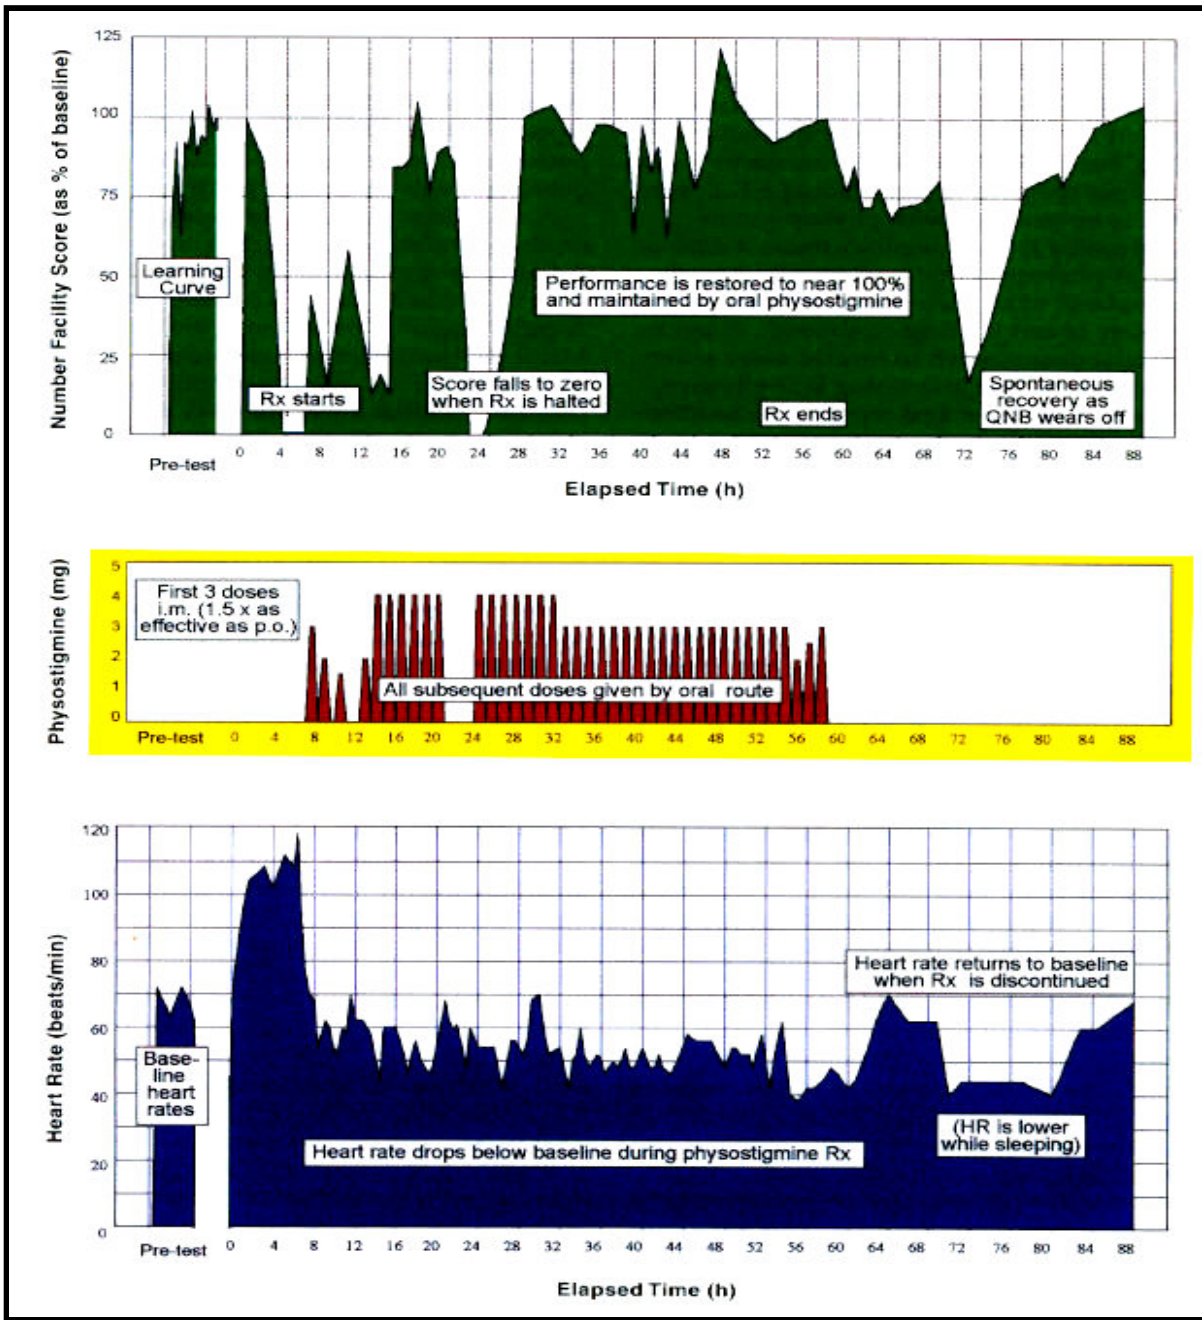 Number Facility Score (as % of baseline)
125
100
75
50
25
0
Learning
Curve
Rx starts
Score falls to zero
when Rx is halted
Performance is restored to near 100%
and maintained by oral physostigmine
Rx ends
Spontaneous
recovery as
QNB wears off
Pre-test 0 4 8 12 16 20 24 28 32 36 40 44 48 52 56 60 64 68 72 76 80 84 88
Elapsed Time (h)
Physostigmine (mg)
5
4
3
2
1
0
First 3 doses
i.m. (1.5 x as
effective as p.o.)
All subsequent doses given by oral route
Pre-test 0 4 8 12 16 20 24 28 32 36 40 44 48 52 56 60 64 68 72 76 80 84 88
Heart Rate (beats/min)
120
100
80
60
40
20
0
Base-
line
heart
rates
Heart rate drops below baseline during physostigmine Rx
Heart rate returns to baseline
when Rx is discontinued
(HR is lower
while sleeping)
Pre-test 0 4 8 12 16 20 24 28 32 36 40 44 48 52 56 60 64 68 72 76 80 84 88
Elapsed Time (h)